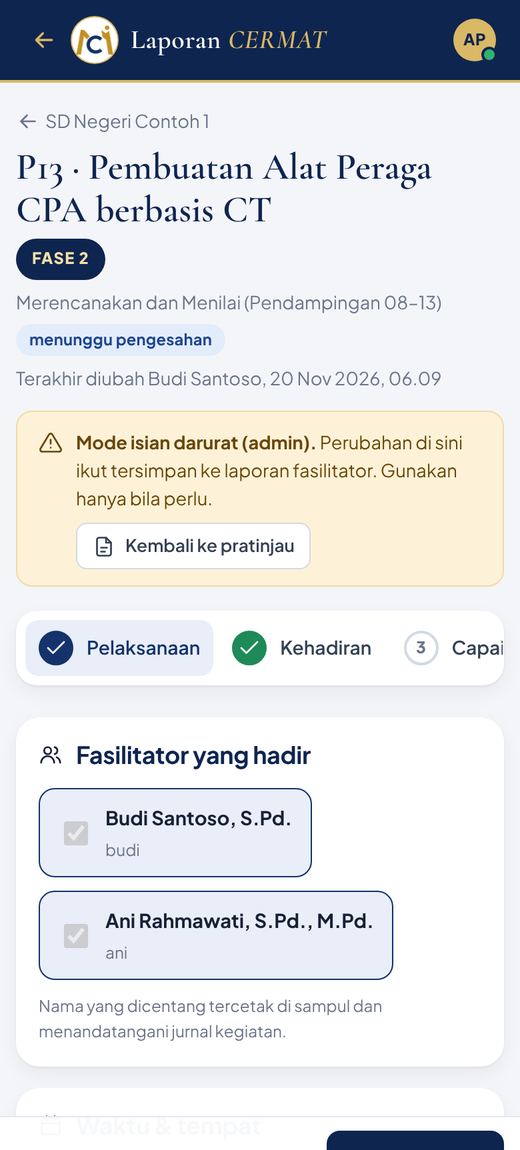 Laporan CERMAT
AP
SD Negeri Contoh 1
P13 · Pembuatan Alat Peraga
CPA berbasis CT
FASE 2
Merencanakan dan Menilai (Pendampingan 08–13)
menunggu pengesahan
Terakhir diubah Budi Santoso, 20 Nov 2026, 06.09
Mode isian darurat (admin). Perubahan di sini
ikut tersimpan ke laporan fasilitator. Gunakan
hanya bila perlu.
Kembali ke pratinjau
Pelaksanaan
Kehadiran
3 Capai
Fasilitator yang hadir
Budi Santoso, S.Pd.
budi
Ani Rahmawati, S.Pd., M.Pd.
ani
Nama yang dicentang tercetak di sampul dan
menandatangani jurnal kegiatan.
Waktu & tempat